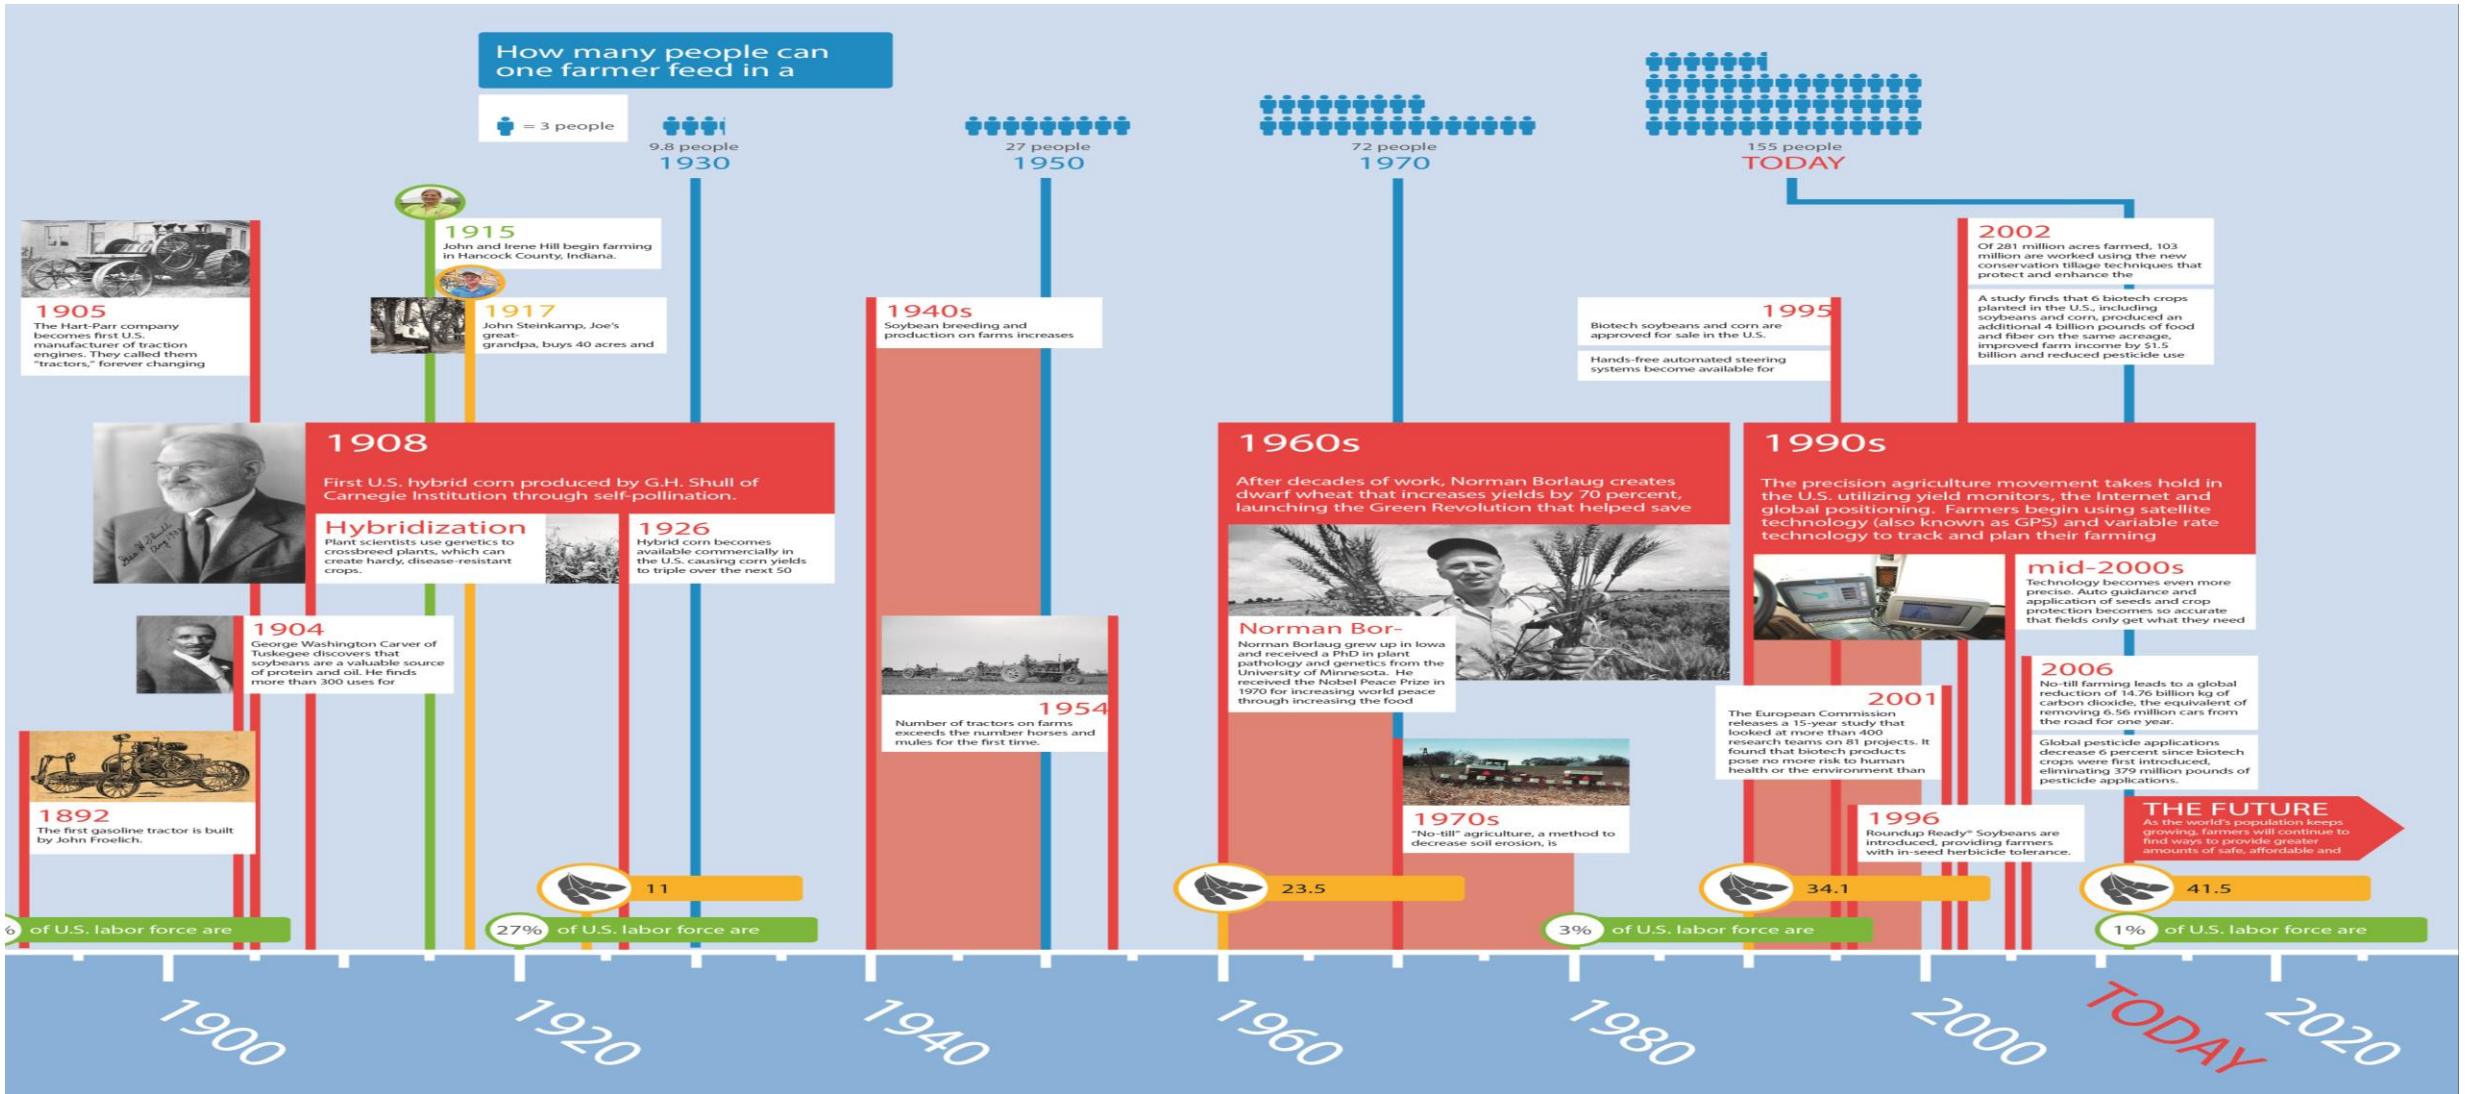 How many people can
one farmer feed in a
= 3 people
9.8 people
1930
27 people
1950
72 people
1970
155 people
TODAY
1915
John and Irene Hill begin farming
in Hancock County, Indiana.
1917
John Steinkamp, Joe's
great-
grandpa, buys 40 acres and
1905
The Hart-Parr company
becomes first U.S.
manufacturer of traction
engines. They called them
"tractors," forever changing
1940s
Soybean breeding and
production on farms increases
1995
Biotech soybeans and corn are
approved for sale in the U.S.
Hands-free automated steering
systems become available for
2002
Of 281 million acres farmed, 103
million are worked using the new
conservation tillage techniques that
protect and enhance the
A study finds that 6 biotech crops
planted in the U.S., including
soybeans and corn, produced an
additional 4 billion pounds of food
and fiber on the same acreage,
improved farm income by $1.5
billion and reduced pesticide use
1908
First U.S. hybrid corn produced by G.H. Shull of
Carnegie Institution through self-pollination.
Hybridization
Plant scientists use genetics to
crossbreed plants, which can
create hardy, disease-resistant
crops.
1926
Hybrid corn becomes
available commercially in
the U.S. causing corn yields
to triple over the next 50
1904
George Washington Carver of
Tuskegee discovers that
soybeans are a valuable source
of protein and oil. He finds
more than 300 uses for
1892
The first gasoline tractor is built
by John Froelich.
1954
Number of tractors on farms
exceeds the number horses and
mules for the first time.
1960s
After decades of work, Norman Borlaug creates
dwarf wheat that increases yields by 70 percent,
launching the Green Revolution that helped save
Norman Bor-
Norman Borlaug grew up in Iowa
and received a PhD in plant
pathology and genetics from the
University of Minnesota. He
received the Nobel Peace Prize in
1970 for increasing world peace
through increasing the food
1970s
"No-till" agriculture, a method to
decrease soil erosion, is
1990s
The precision agriculture movement takes hold in
the U.S. utilizing yield monitors, the Internet and
global positioning. Farmers begin using satellite
technology (also known as GPS) and variable rate
technology to track and plan their farming
mid-2000s
Technology becomes even more
precise. Auto guidance and
application of seeds and crop
protection becomes so accurate
that fields only get what they need
2001
The European Commission
releases a 15-year study that
looked at more than 400
research teams on 81 projects. It
found that biotech products
pose no more risk to human
health or the environment than
2006
No-till farming leads to a global
reduction of 14.76 billion kg of
carbon dioxide, the equivalent of
removing 6.56 million cars from
the road for one year.
Global pesticide applications
decrease 6 percent since biotech
crops were first introduced,
eliminating 379 million pounds of
pesticide applications.
1996
Roundup Ready® Soybeans are
introduced, providing farmers
with in-seed herbicide tolerance.
THE FUTURE
As the world's population keeps
growing, farmers will continue to
find ways to provide greater
amounts of safe, affordable and
11
23.5
34.1
41.5
% of U.S. labor force are
27% of U.S. labor force are
3% of U.S. labor force are
1% of U.S. labor force are
1900
1920
1940
1960
1980
2000
TODAY
2020